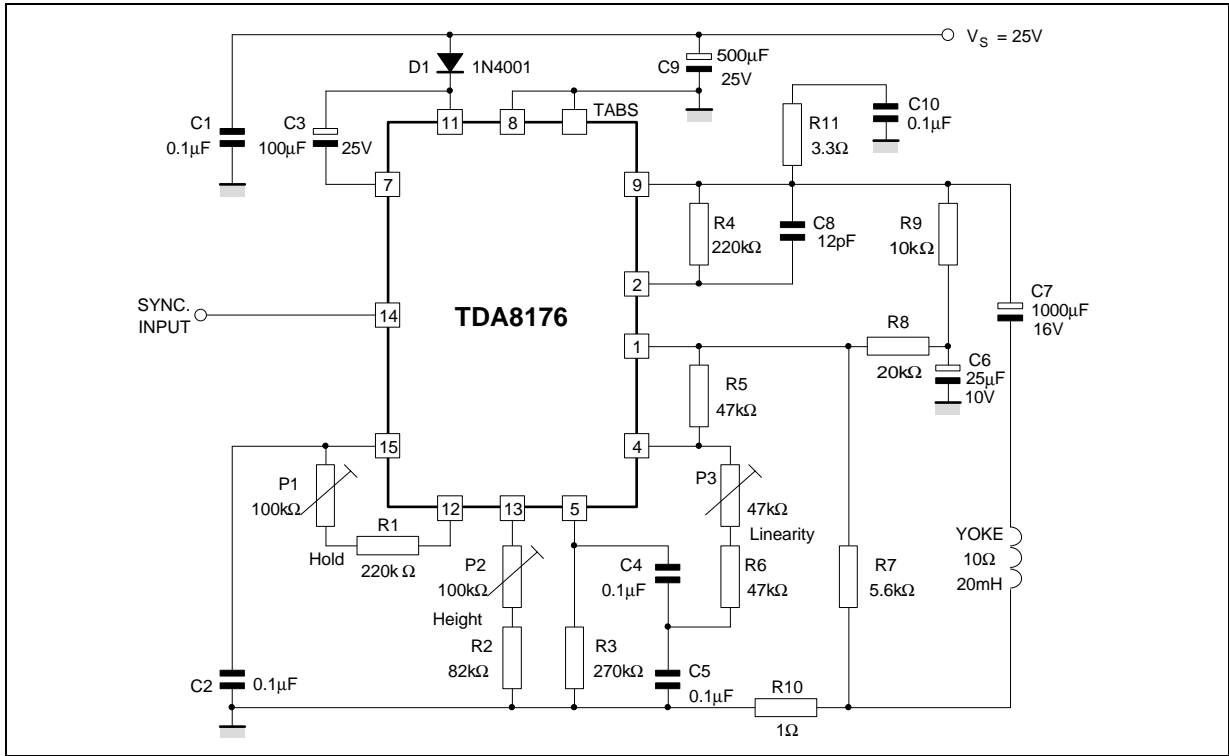 V_S = 25V
D1
1N4001
C9
500µF
25V
C1
0.1µF
C3
100µF
25V
11
8
TABS
R11
3.3Ω
C10
0.1µF
7
9
R4
220kΩ
C8
12pF
R9
10kΩ
2
SYNC.
INPUT
14
TDA8176
C7
1000µF
16V
1
R8
20kΩ
C6
25µF
10V
R5
47kΩ
15
4
P1
100kΩ
P3
47kΩ
Linearity
12
13
5
R1
220k Ω
Hold
P2
100kΩ
Height
C4
0.1µF
R6
47kΩ
R7
5.6kΩ
YOKE
10Ω
20mH
R2
82kΩ
R3
270kΩ
C5
0.1µF
C2
0.1µF
R10
1Ω